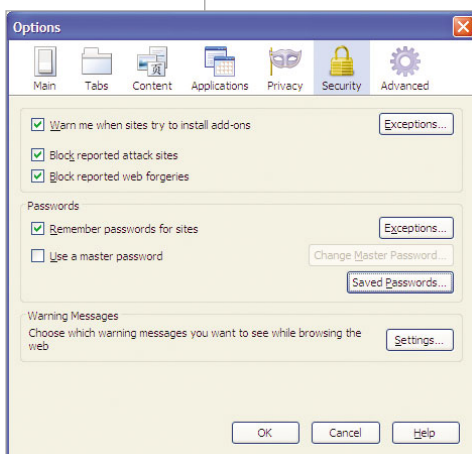 Options
Main Tabs Content Applications Privacy Security Advanced
Warn me when sites try to install add-ons Exceptions...
Block reported attack sites
Block reported web forgeries
Passwords
Remember passwords for sites Exceptions...
Use a master password Change Master Password...
Saved Passwords...
Warning Messages
Choose which warning messages you want to see while browsing the
web
Settings...
OK Cancel Help